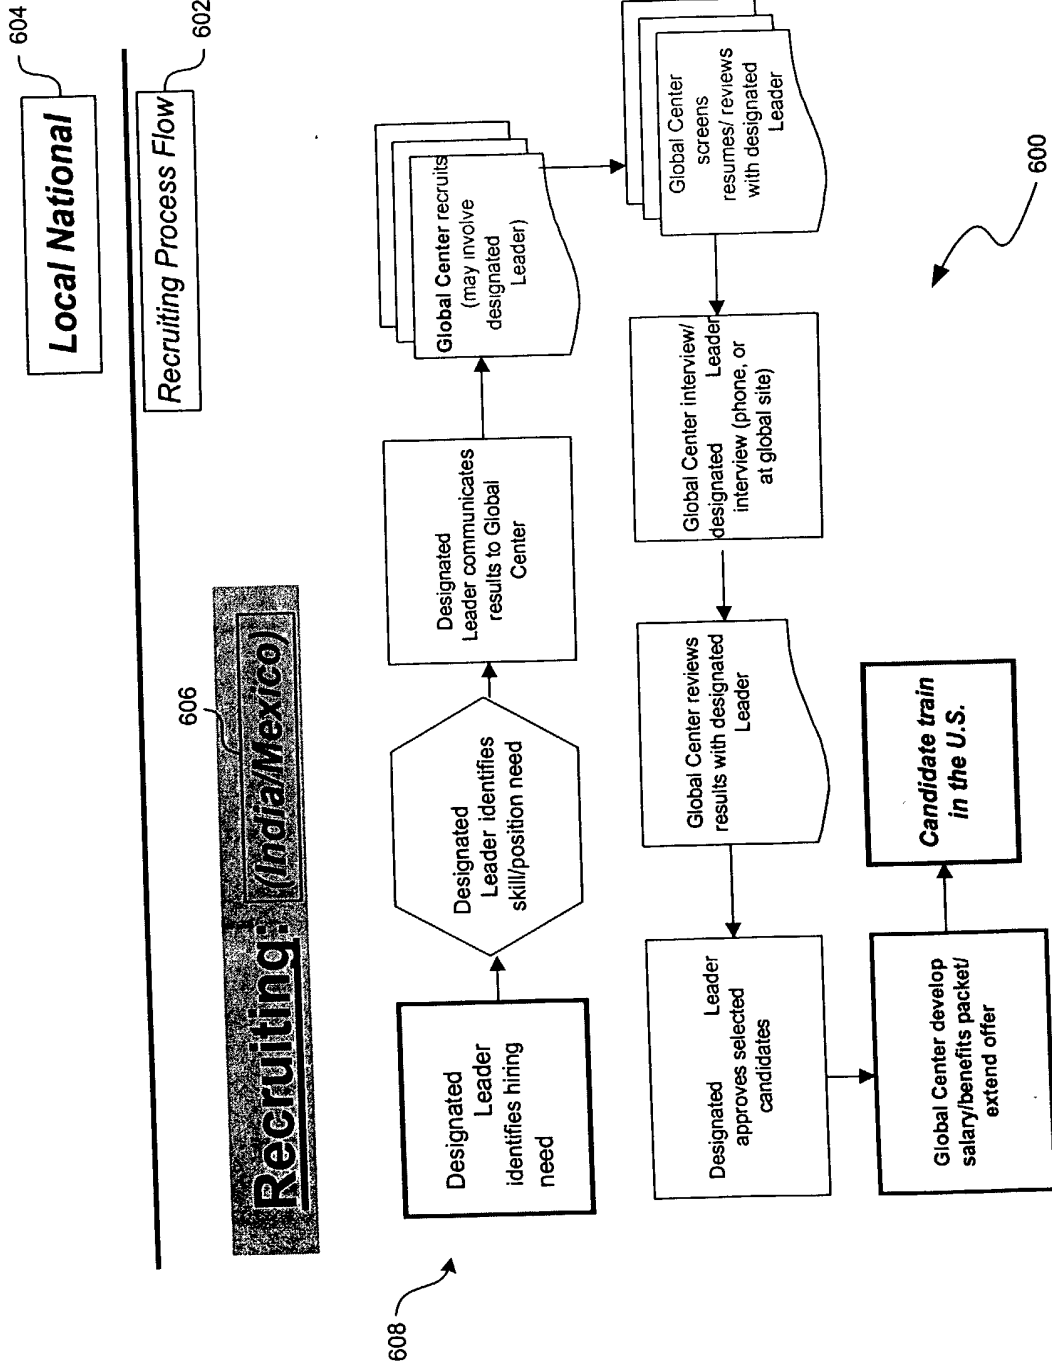 604
Local National
Recruiting Process Flow
602
Recruiting: (India/Mexico)
606
608
Designated
Leader
identifies hiring
need
Designated
Leader identifies
skill/position need
Designated
Leader communicates
results to Global
Center
Global Center recruits
(may involve
designated
Leader)
Global Center
screens
resumes/ reviews
with designated
Leader
Global Center interview/
designated Leader
interview (phone, or
at global site)
Global Center reviews
results with designated
Leader
Designated Leader
approves selected
candidates
Global Center develop
salary/benefits packet/
extend offer
Candidate train
in the U.S.
600